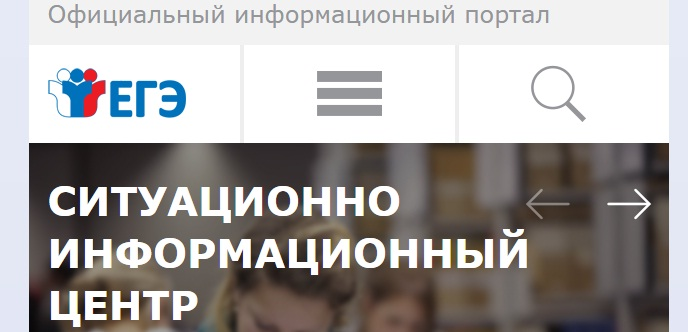 Официальный информационный портал
ЕГЭ
СИТУАЦИОННО
ИНФОРМАЦИОННЫЙ
ЦЕНТР